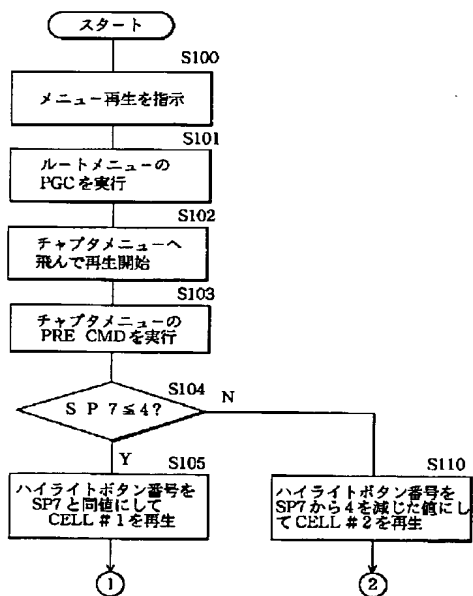 スタート
S100
メニュー再生を指示
S101
ルートメニューの
PGCを実行
S102
チャプタメニューへ
飛んで再生開始
S103
チャプタメニューの
PRE CMDを実行
S104
SP7≦4?
N
Y
S105
ハイライトボタン番号を
SP7と同値にして
CELL #1を再生
S110
ハイライトボタン番号を
SP7から4を減じた値にし
てCELL #2を再生
1
2